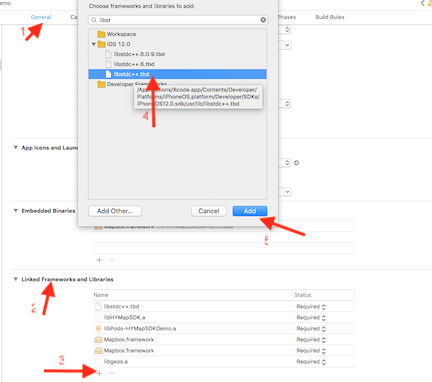 emo
Choose frameworks and libraries to add:
libst
1
General
Phases
Build Rules
Workspace
iOS 12.0
libstdc++.6.0.9.tbd
libstdc++.6.tbd
libstdc++.tbd
/Applications/Xcode.app/Contents/Developer/
Platforms/iPhoneOS.platform/Developer/SDKs/
iPhoneOS12.0.sdk/usr/lib/libstdc++.tbd
4
App Icons and Laun
Add Other...
Cancel
Add
5
Embedded Binaries
Mapbox.framework
Linked Frameworks and Libraries
2
Name
Status
libstdc++.tbd
Required
libHYMapSDK.a
Required
libPods-HYMapSDKDemo.a
Required
Mapbox.framework
Required
Mapbox.framework
Required
3
libgeos.a
Required
+ −